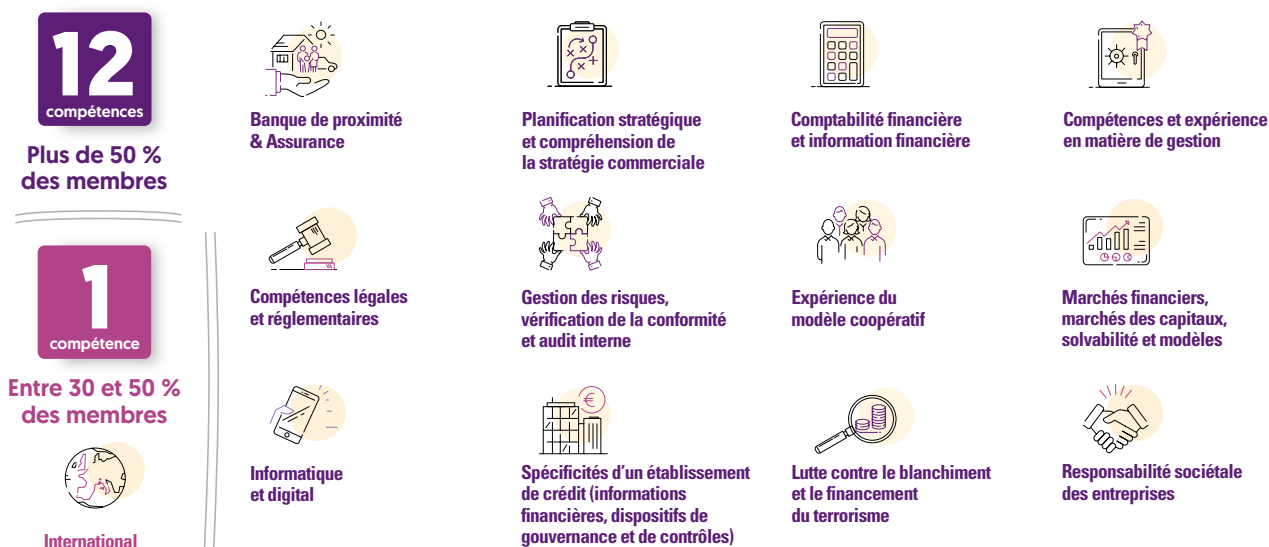 12
compétences
Plus de 50 %
des membres
1
compétence
Entre 30 et 50 %
des membres
International
Banque de proximité
& Assurance
Planification stratégique
et compréhension de
la stratégie commerciale
Comptabilité financière
et information financière
Compétences et expérience
en matière de gestion
Compétences légales
et réglementaires
Gestion des risques,
vérification de la conformité
et audit interne
Expérience du
modèle coopératif
Marchés financiers,
marchés des capitaux,
solvabilité et modèles
Informatique
et digital
€
Spécificités d'un établissement
de crédit (informations
financières, dispositifs de
gouvernance et de contrôles)
Lutte contre le blanchiment
et le financement
du terrorisme
Responsabilité sociétale
des entreprises